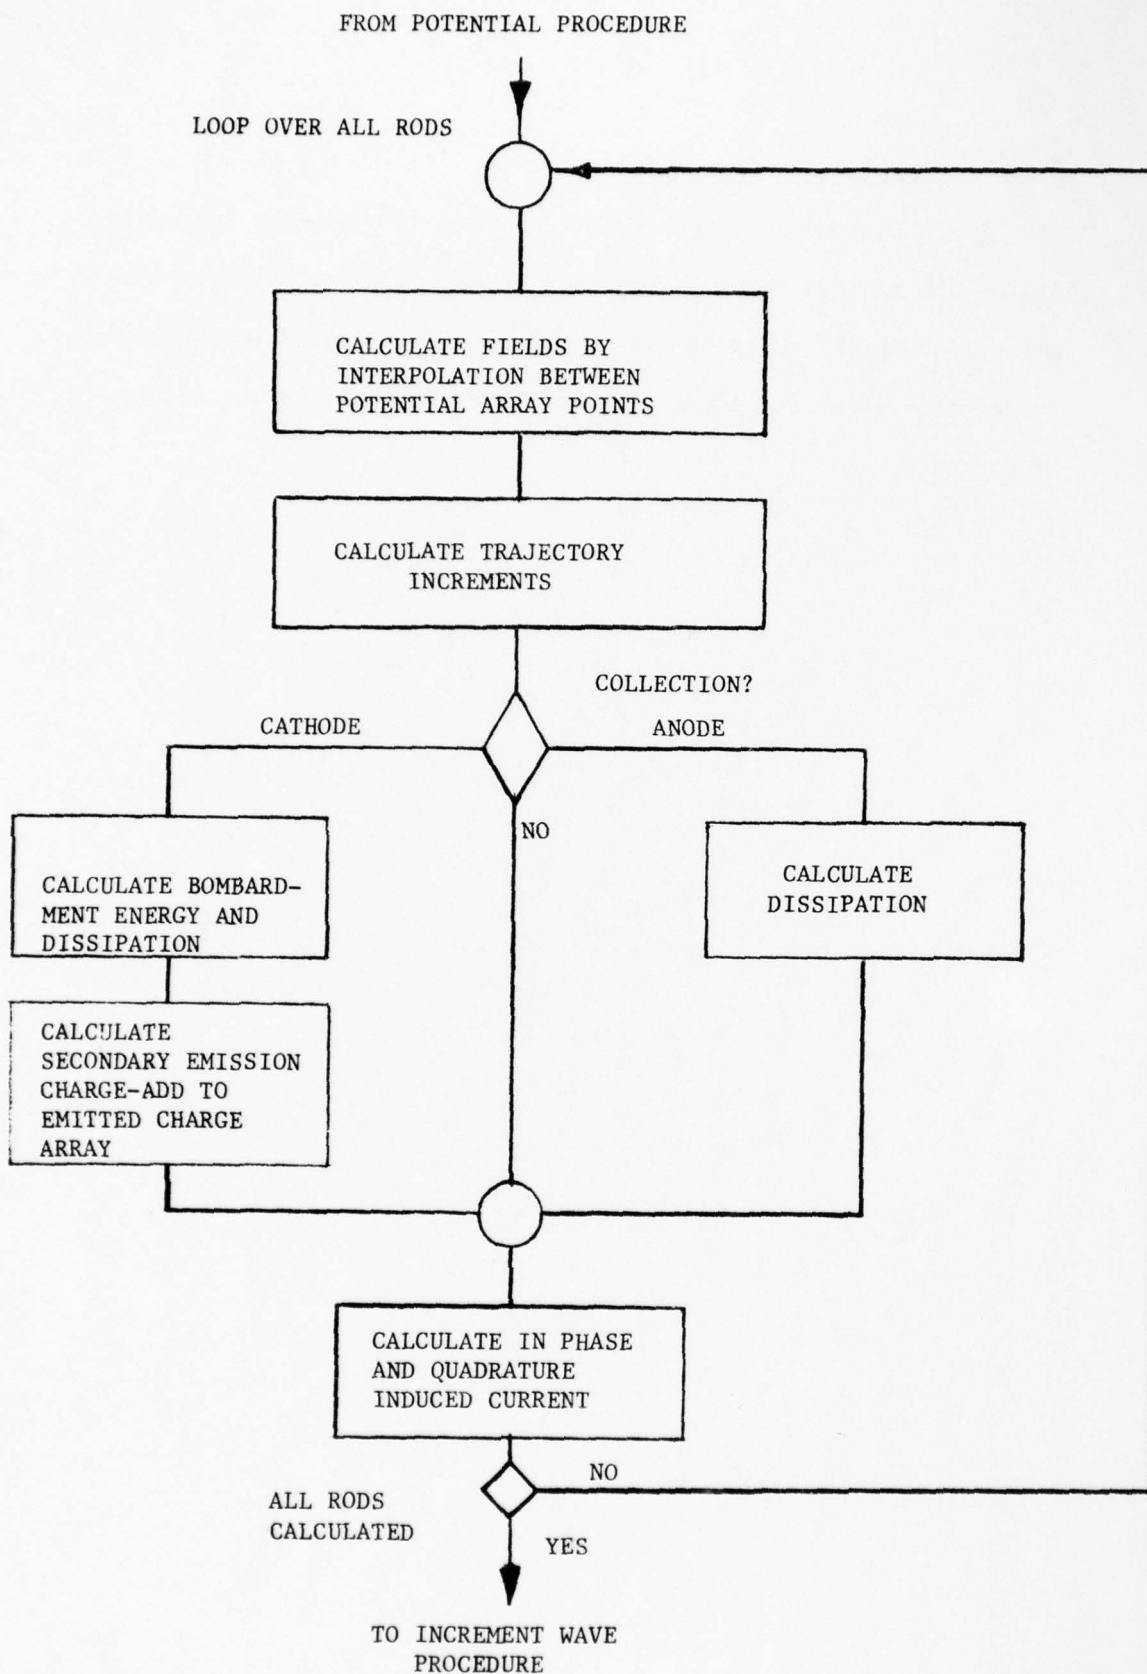 FROM POTENTIAL PROCEDURE
LOOP OVER ALL RODS
CALCULATE FIELDS BY
INTERPOLATION BETWEEN
POTENTIAL ARRAY POINTS
CALCULATE TRAJECTORY
INCREMENTS
COLLECTION?
CATHODE
ANODE
NO
CALCULATE BOMBARD-
MENT ENERGY AND
DISSIPATION
CALCULATE
DISSIPATION
CALCULATE
SECONDARY EMISSION
CHARGE-ADD TO
EMITTED CHARGE
ARRAY
CALCULATE IN PHASE
AND QUADRATURE
INDUCED CURRENT
NO
ALL RODS
CALCULATED
YES
TO INCREMENT WAVE
PROCEDURE